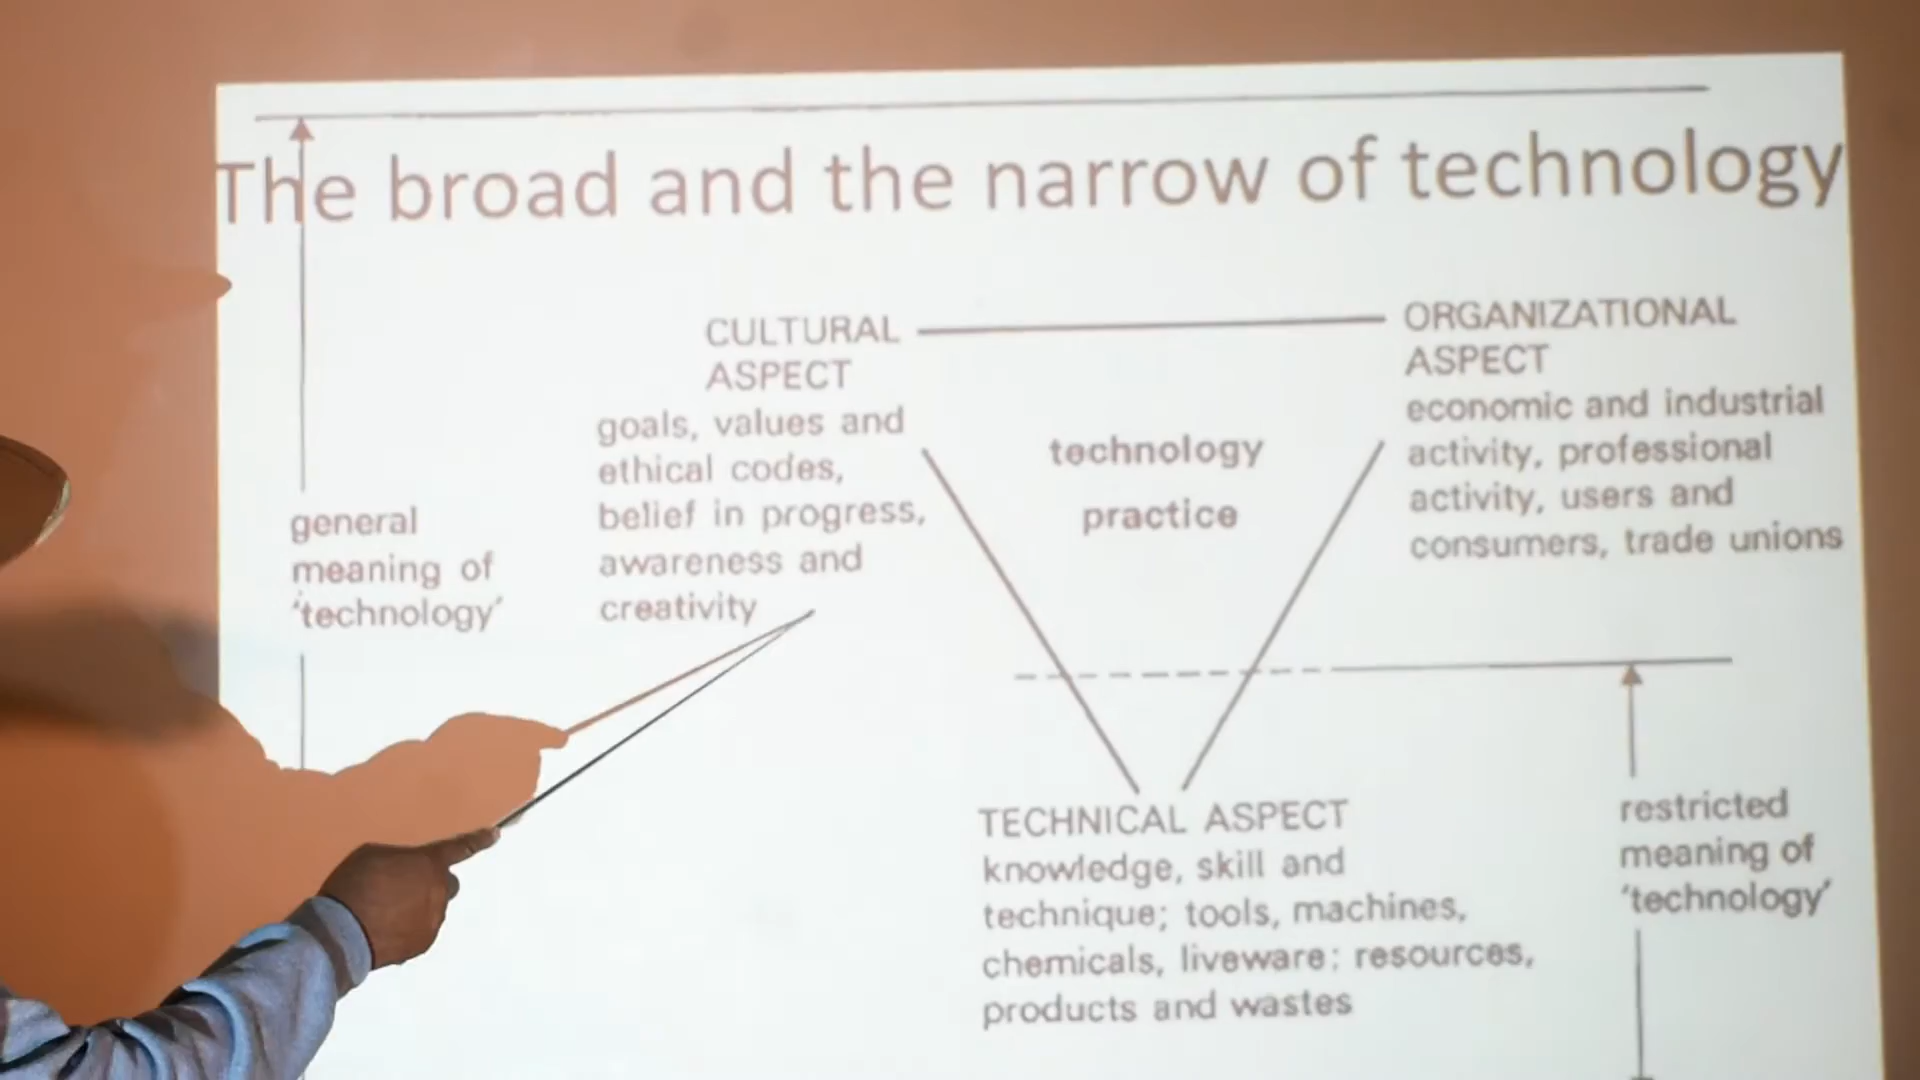 The broad and the narrow of technology
CULTURAL
ASPECT
goals, values and
ethical codes,
belief in progress,
awareness and
creativity
technology
practice
ORGANIZATIONAL
ASPECT
economic and industrial
activity, professional
activity, users and
consumers, trade unions
general
meaning of
‘technology’
TECHNICAL ASPECT
knowledge, skill and
technique; tools, machines,
chemicals, liveware; resources,
products and wastes
restricted
meaning of
‘technology’